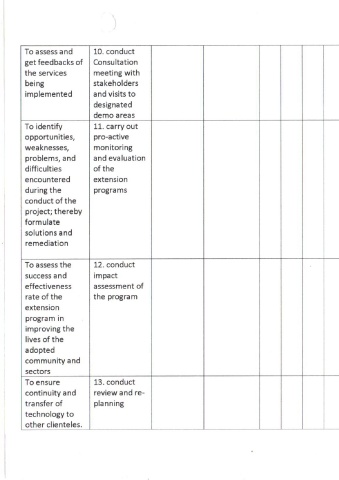 To assess and
get feedbacks of
the services
being
implemented
10. conduct
Consultation
meeting with
stakeholders
and visits to
designated
demo areas
To identify
opportunities,
weaknesses,
problems, and
difficulties
encountered
during the
conduct of the
project; thereby
formulate
solutions and
remediation
11. carry out
pro-active
monitoring
and evaluation
of the
extension
programs
To assess the
success and
effectiveness
rate of the
extension
program in
improving the
lives of the
adopted
community and
sectors
12. conduct
impact
assessment of
the program
To ensure
continuity and
transfer of
technology to
other clienteles.
13. conduct
review and re-
planning